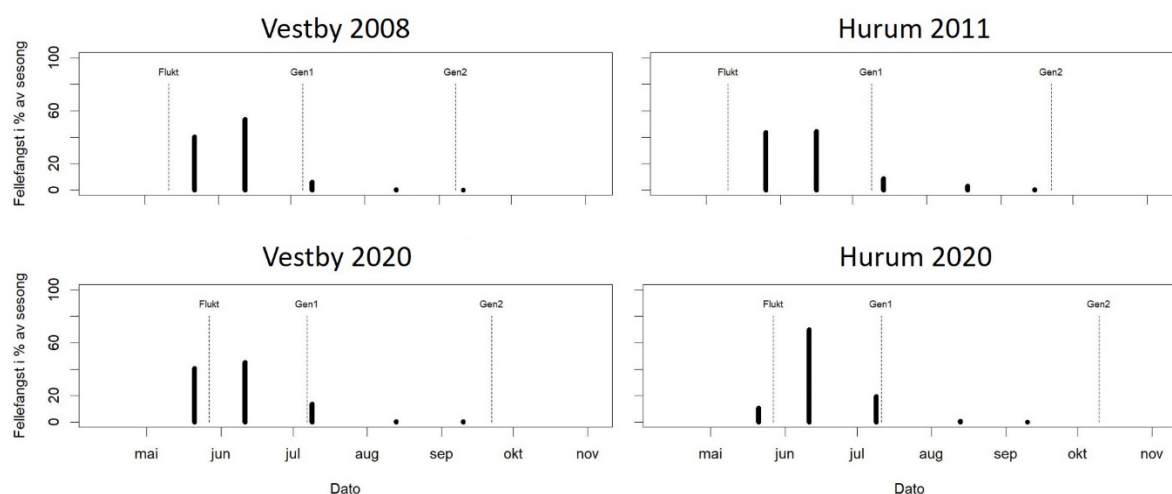 Vestby 2008
Hurum 2011
Fellefangst i % av sesong
100
60
20
0
Flukt
Gen1
Gen2
Flukt
Gen1
Gen2
Vestby 2020
Hurum 2020
Fellefangst i % av sesong
100
60
20
0
Flukt
Gen1
Gen2
Flukt
Gen1
Gen2
mai jun jul aug sep okt nov
mai jun jul aug sep okt nov
Dato
Dato